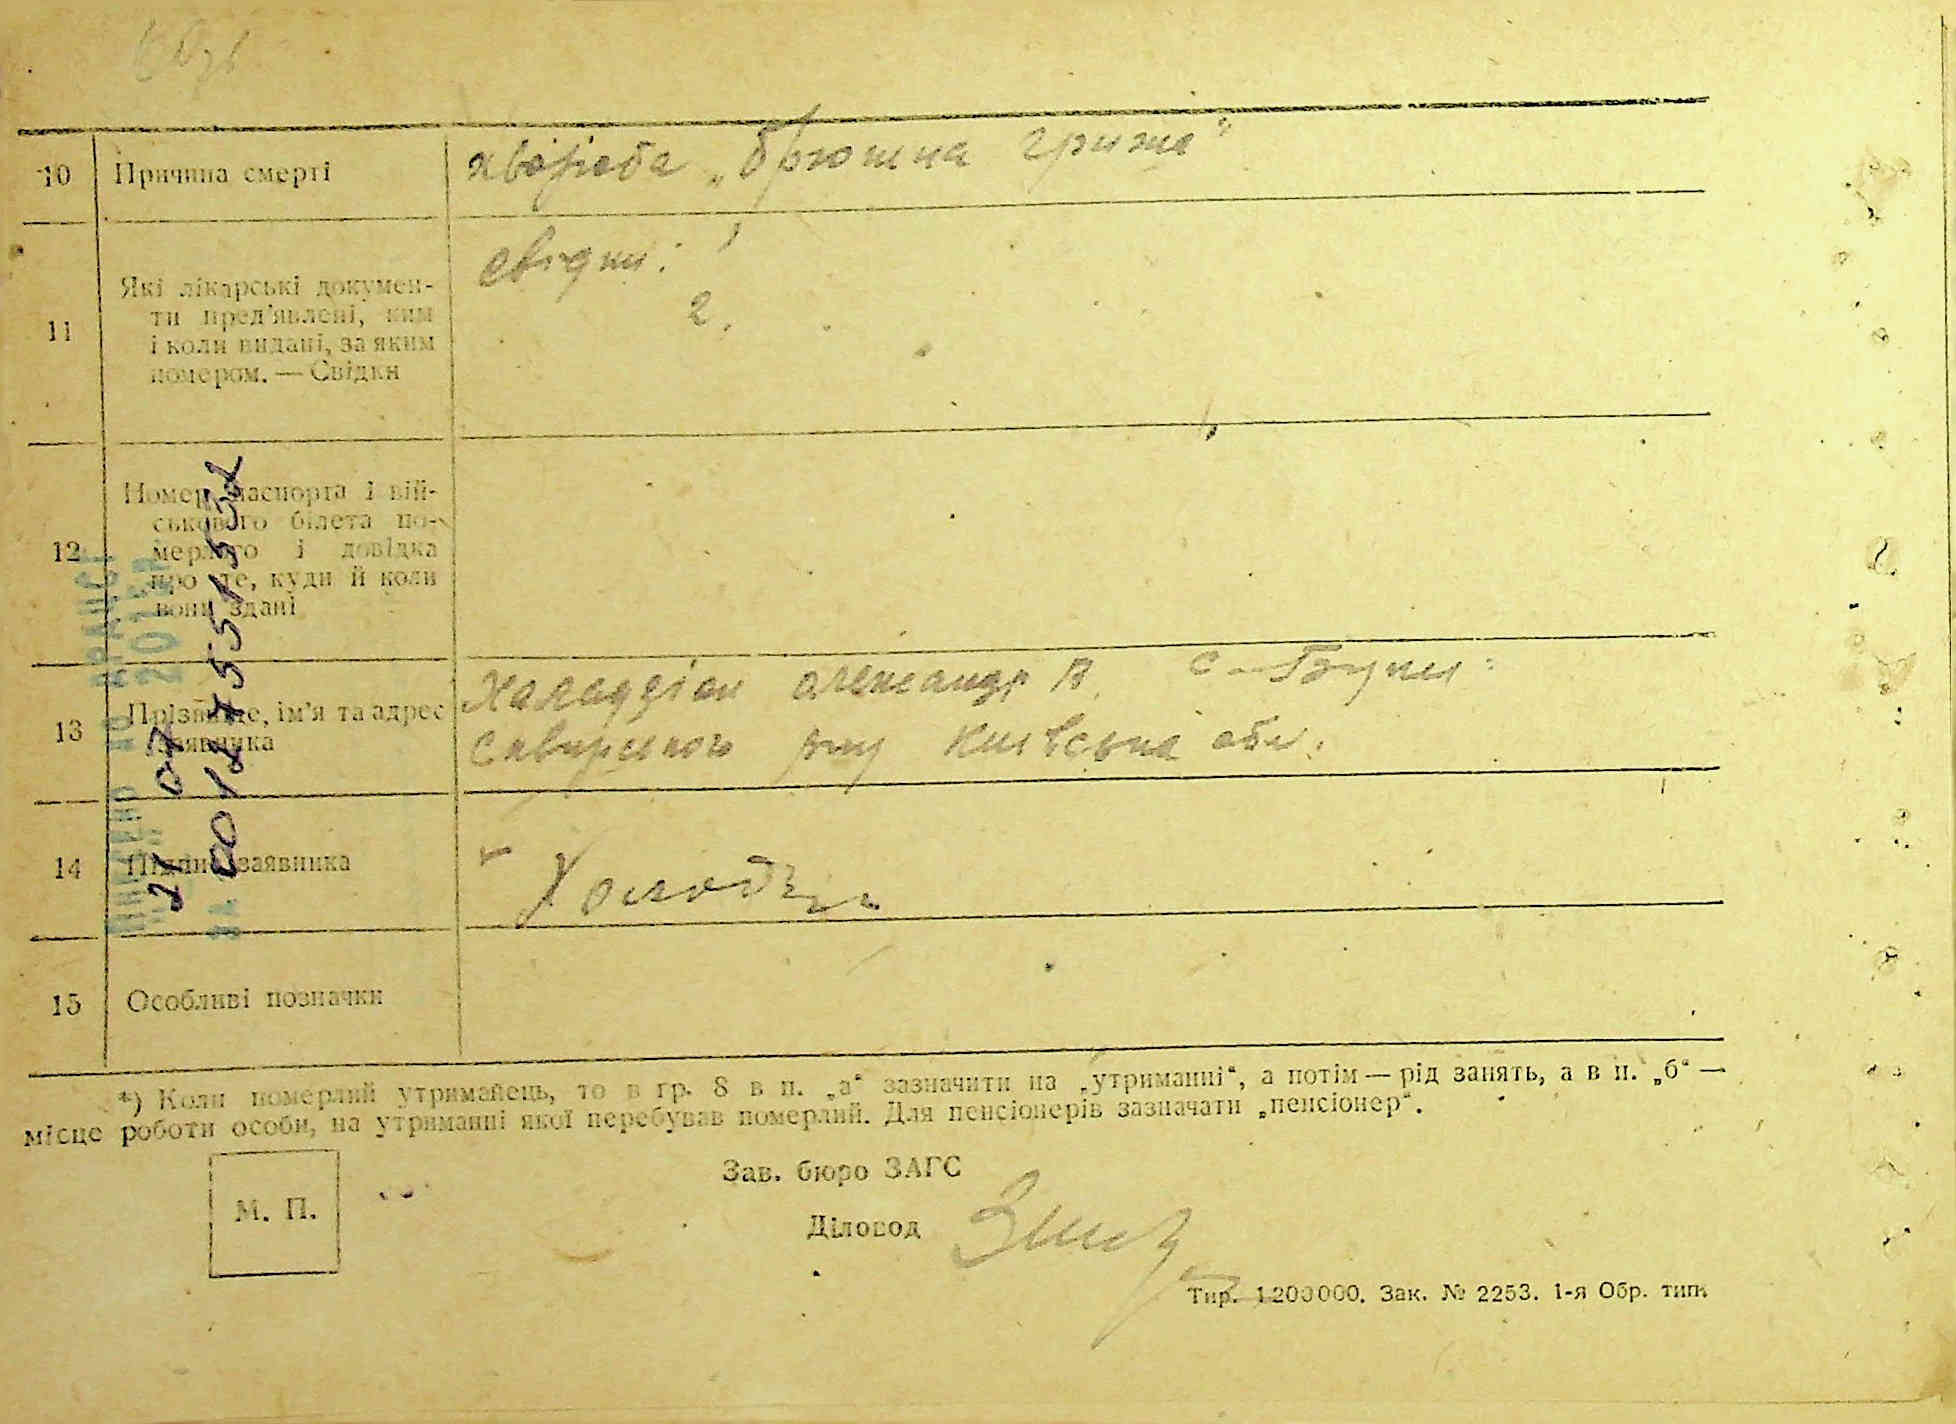 10 Причина смерті хвороба „брюшна грижа"
11 Які лікарські докумен-
ти пред'явлені, ким
і коли видані, за яким
номером. — Свідки
свідки: 1
2.
12 Номер паспорта і вій-
ськового білета по-
мерлого і довідка
про те, куди й коли
вони здані
13 Прізвище, ім'я та адрес
заявника
Олександр В. с.
Сквирського р-ну Київська обл.
14 Підпис заявника
15 Особливі позначки
*) Коли померлий утриманець, то в гр. 8 в п. „а" зазначити на „утриманні", а потім — рід занять, а в п. „б" —
місце роботи особи, на утриманні якої перебував померлий. Для пенсіонерів зазначати „пенсіонер".
Зав. бюро ЗАГС
М. П.
Діловод
Тир. 1200000. Зак. № 2253. 1-я Обр. тип.